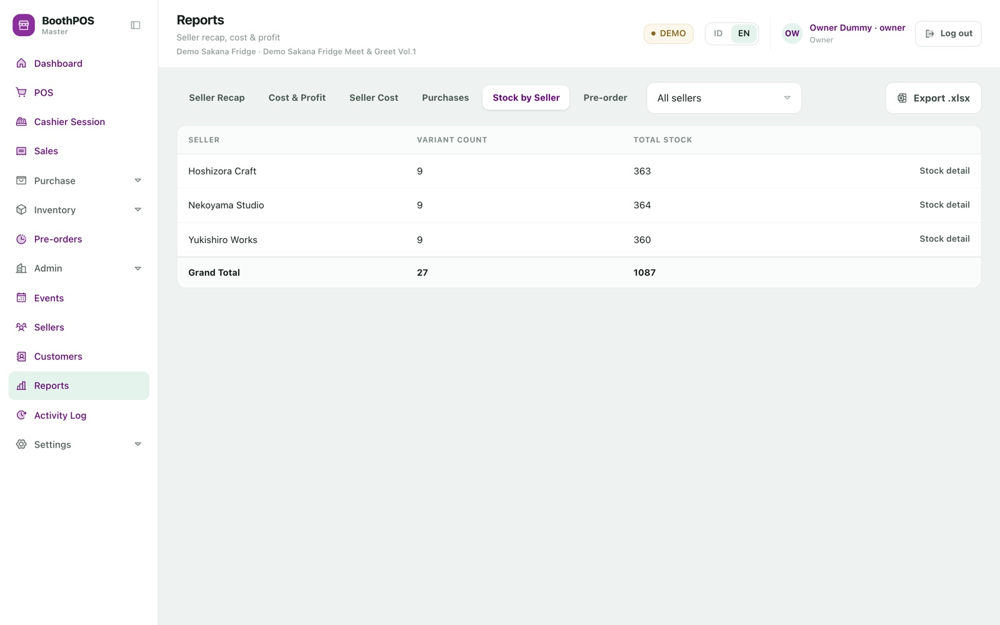 BoothPOS
Master
Dashboard
POS
Cashier Session
Sales
Purchase
Inventory
Pre-orders
Admin
Events
Sellers
Customers
Reports
Activity Log
Settings
Reports
Seller recap, cost & profit
Demo Sakana Fridge · Demo Sakana Fridge Meet & Greet Vol.1
DEMO
ID EN
OW
Owner Dummy · owner
Owner
Log out
Seller Recap Cost & Profit Seller Cost Purchases Stock by Seller Pre-order All sellers Export .xlsx
SELLER VARIANT COUNT TOTAL STOCK
Hoshizora Craft 9 363 Stock detail
Nekoyama Studio 9 364 Stock detail
Yukishiro Works 9 360 Stock detail
Grand Total 27 1087